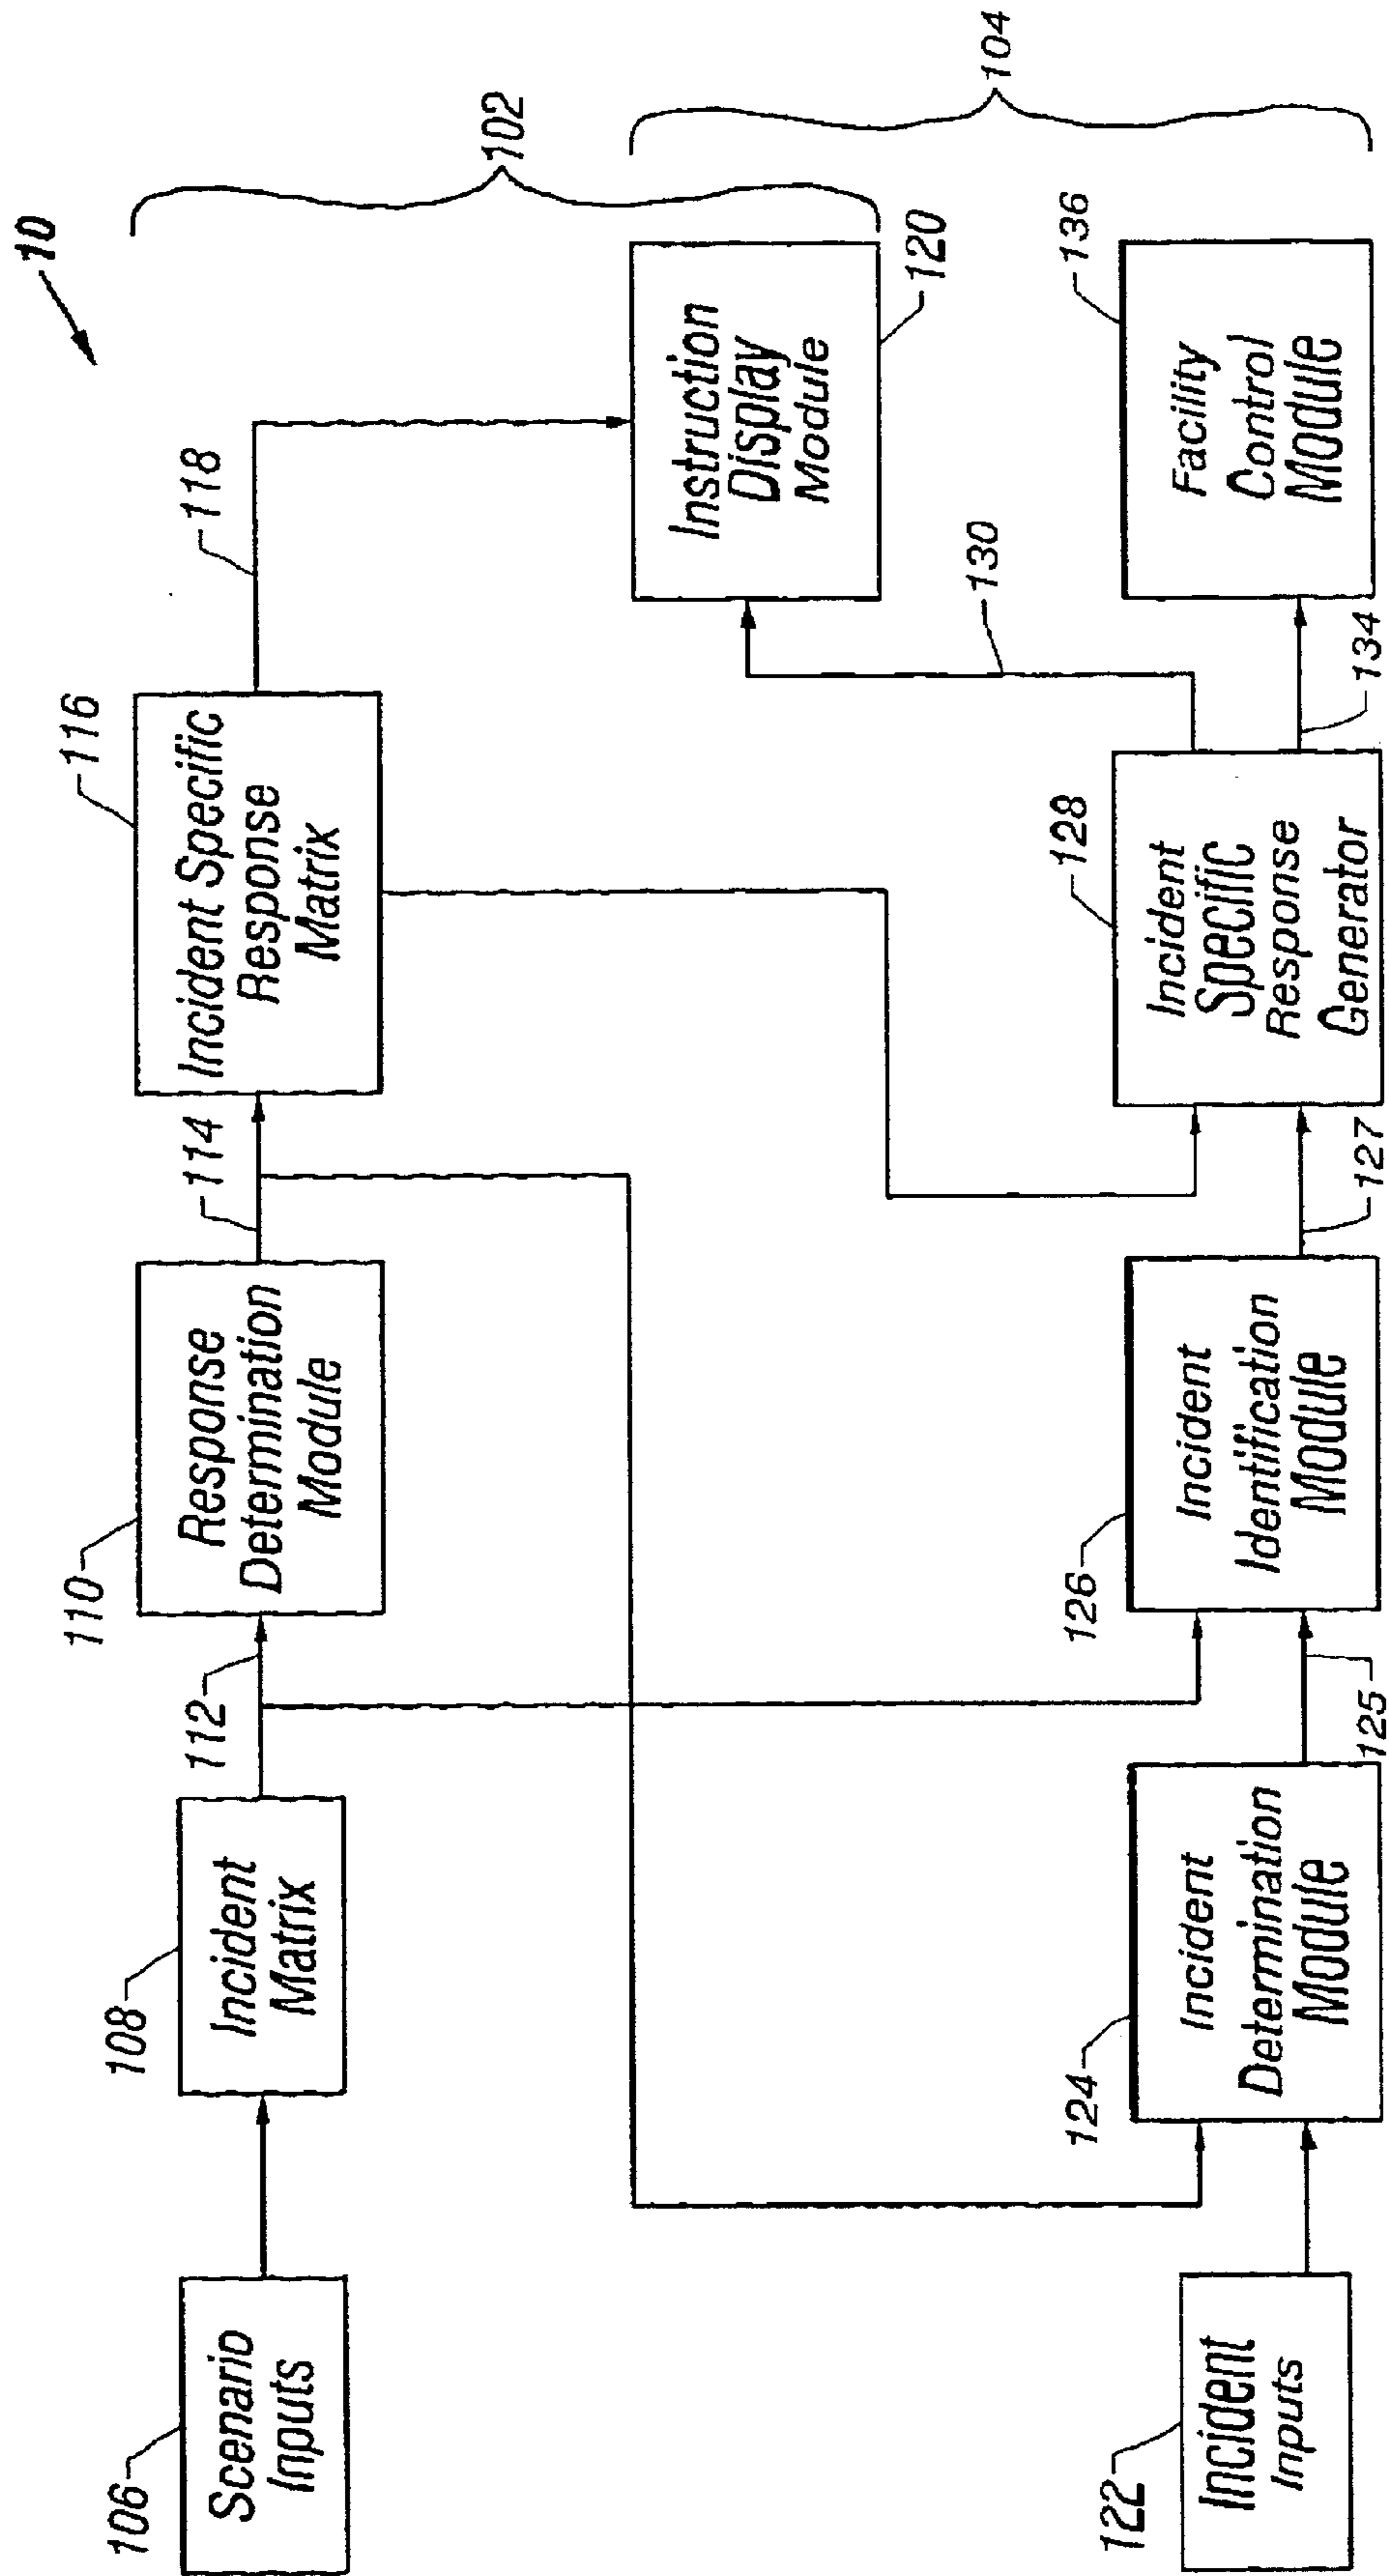 10
102
104
106
Scenario
Inputs
108
Incident
Matrix
112
110
Response
Determination
Module
114
116
Incident Specific
Response
Matrix
118
Instruction
Display
Module
120
122
Incident
Inputs
124
Incident
Determination
Module
125
126
Incident
Identification
Module
127
128
Incident
Specific
Response
Generator
130
134
136
Facility
Control
Module